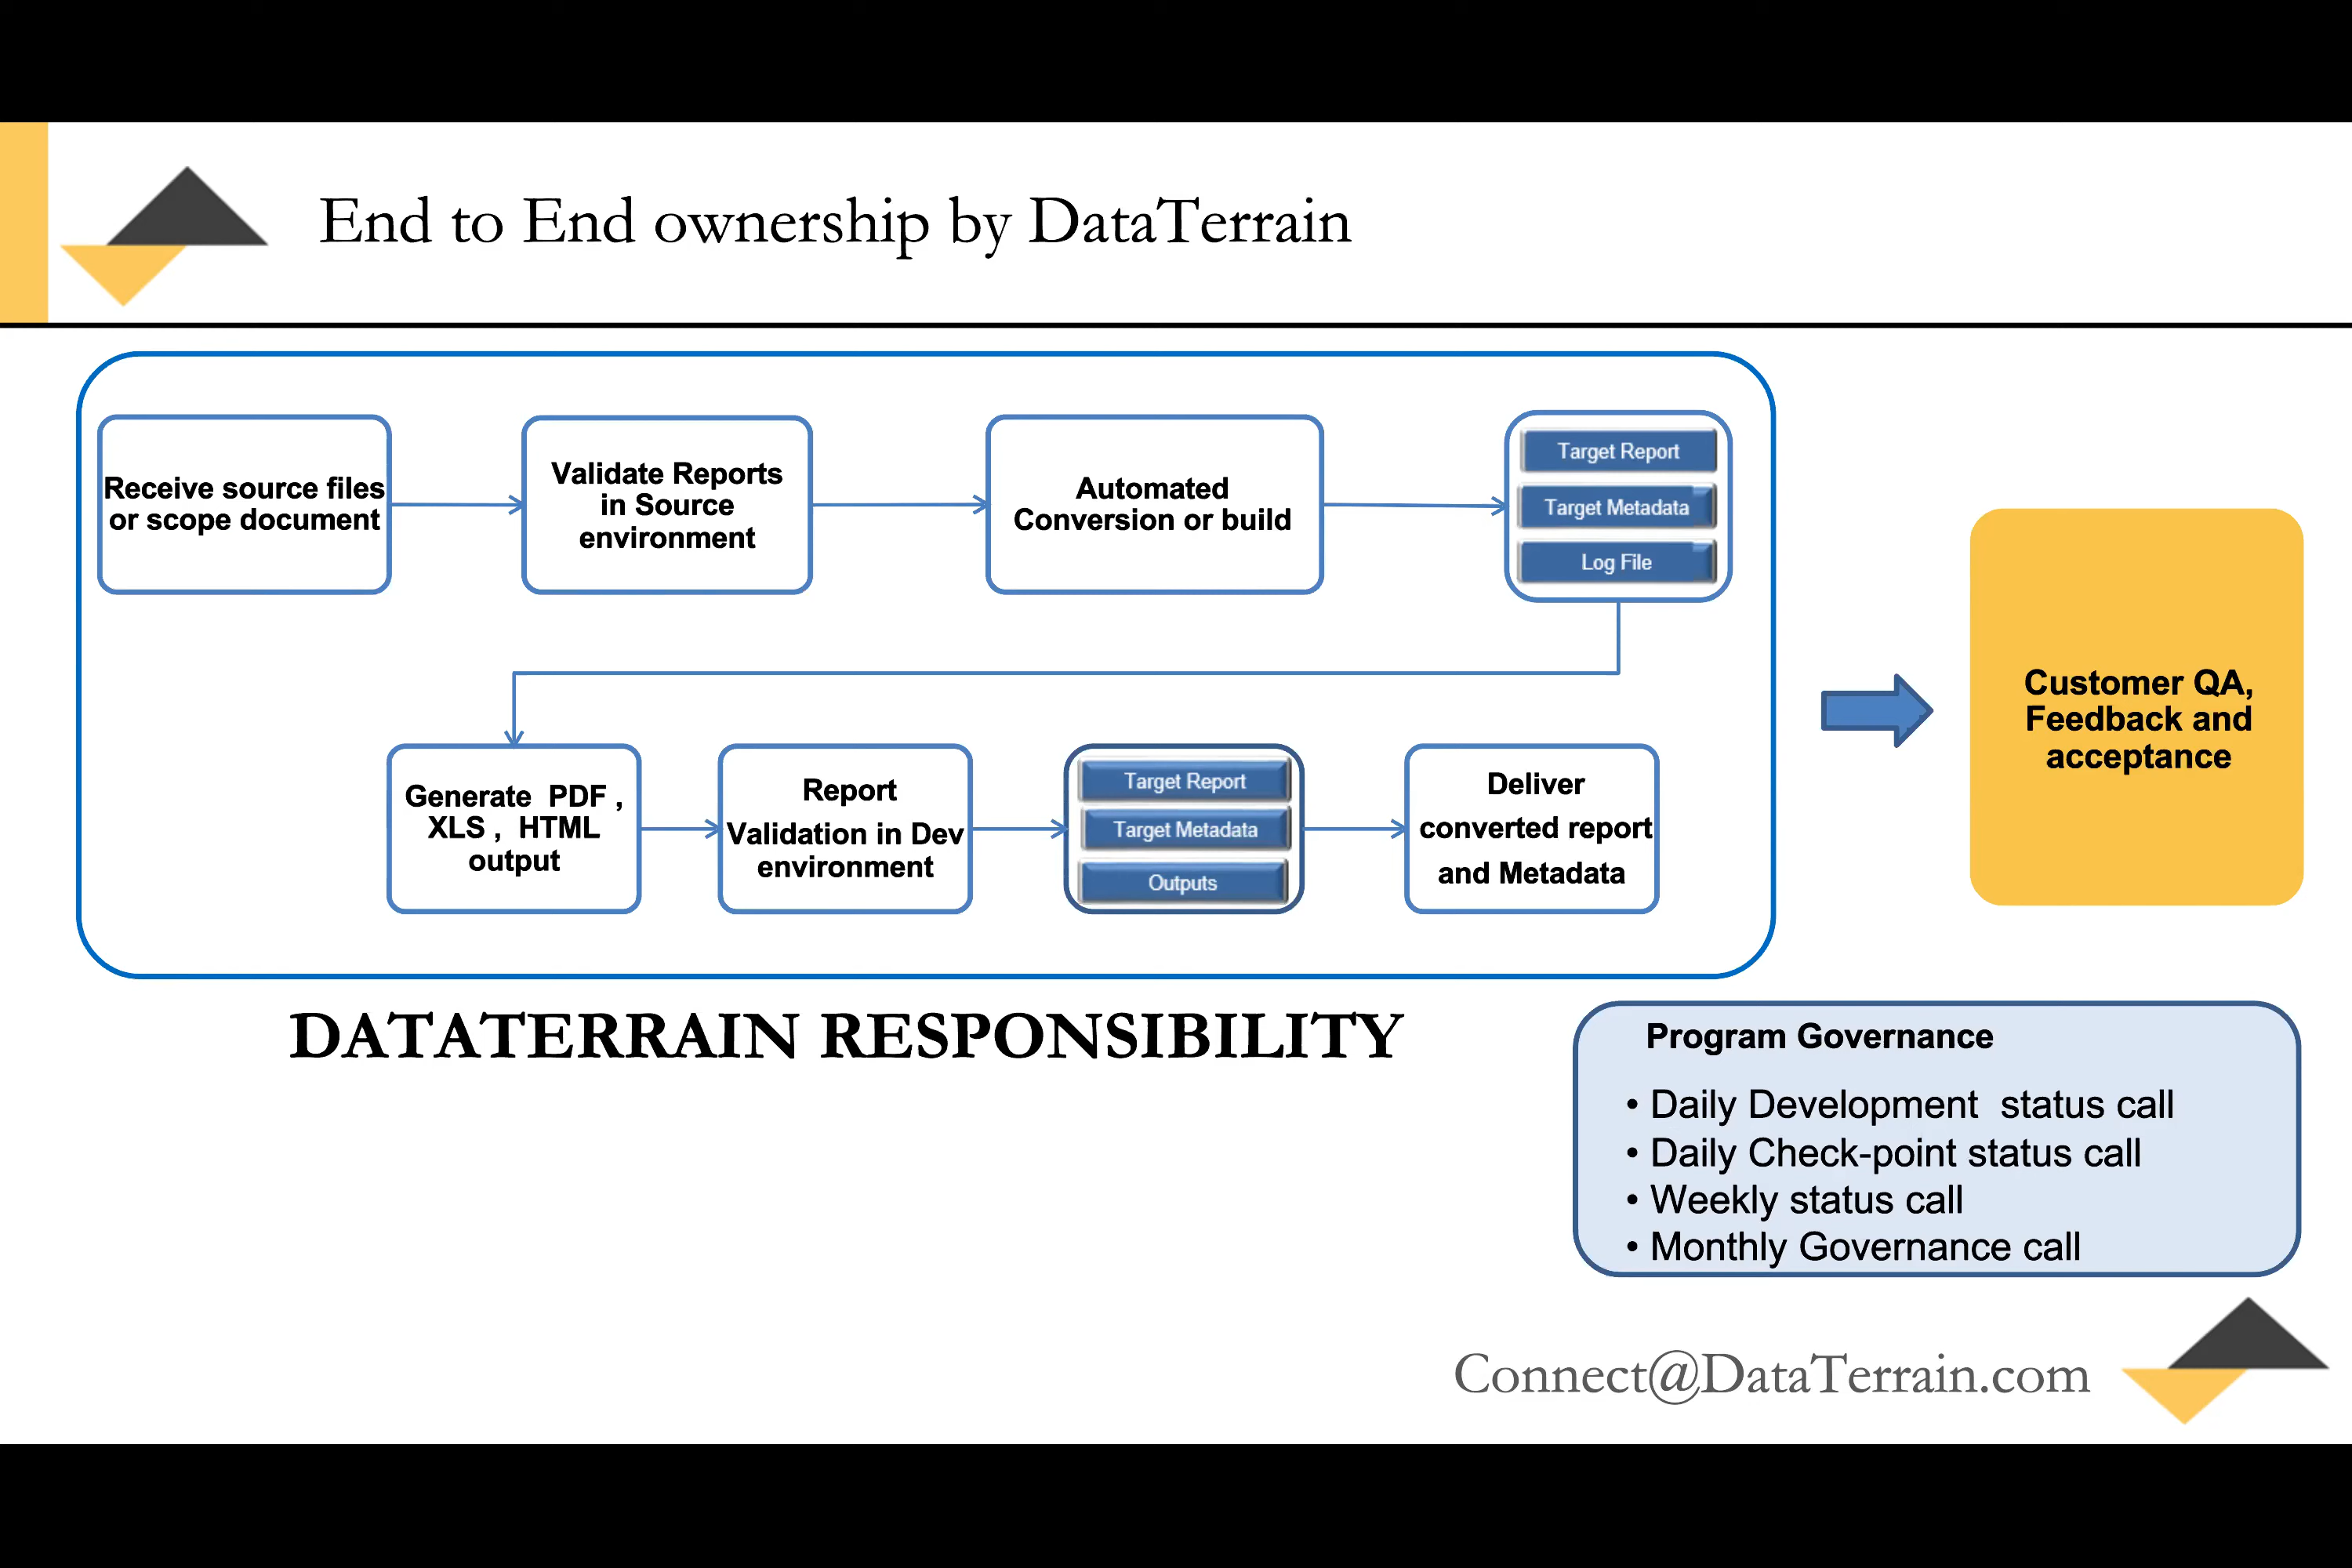 End to End ownership by DataTerrain
Receive source files
or scope document
Validate Reports
in Source
environment
Automated
Conversion or build
Target Report
Target Metadata
Log File
Generate PDF ,
XLS , HTML
output
Report
Validation in Dev
environment
Target Report
Target Metadata
Outputs
Deliver
converted report
and Metadata
Customer QA,
Feedback and
acceptance
DATATERRAIN RESPONSIBILITY
Program Governance
• Daily Development status call
• Daily Check-point status call
• Weekly status call
• Monthly Governance call
Connect@DataTerrain.com